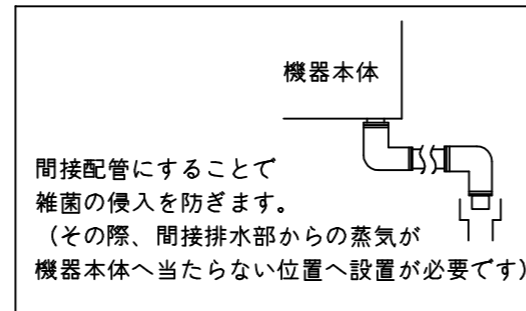 機器本体
間接配管にすることで
雑菌の侵入を防ぎます。
（その際、間接排水部からの蒸気が
機器本体へ当たらない位置へ設置が必要です）